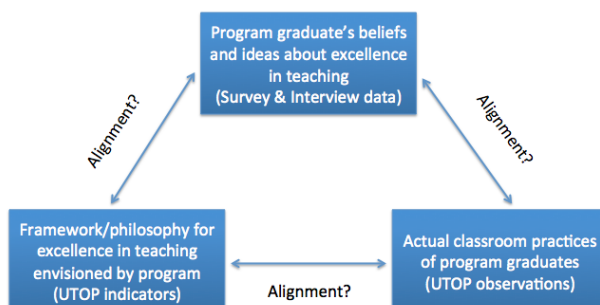 Program graduate's beliefs
and ideas about excellence
in teaching
(Survey & Interview data)
Alignment?
Alignment?
Framework/philosophy for
excellence in teaching
envisioned by program
(UTOP indicators)
Actual classroom practices
of program graduates
(UTOP observations)
Alignment?